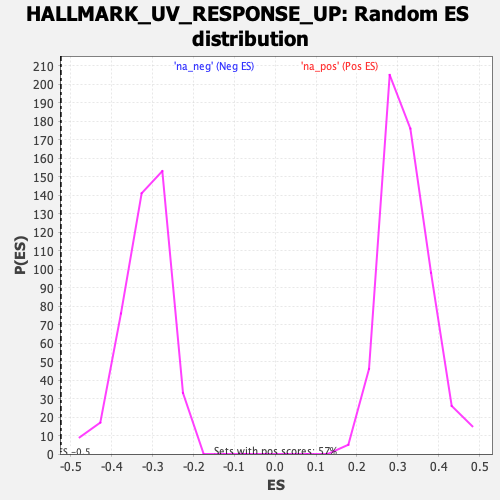 HALLMARK_UV_RESPONSE_UP: Random ES
distribution
'na_neg' (Neg ES)
'na_pos' (Pos ES)
210
200
190
180
170
160
150
140
130
120
110
100
90
80
70
60
50
40
30
20
10
0
P(ES)
ES -0.5
Sets with pos scores: 57%
-0.5 -0.4 -0.3 -0.2 -0.1 0.0 0.1 0.2 0.3 0.4 0.5
ES